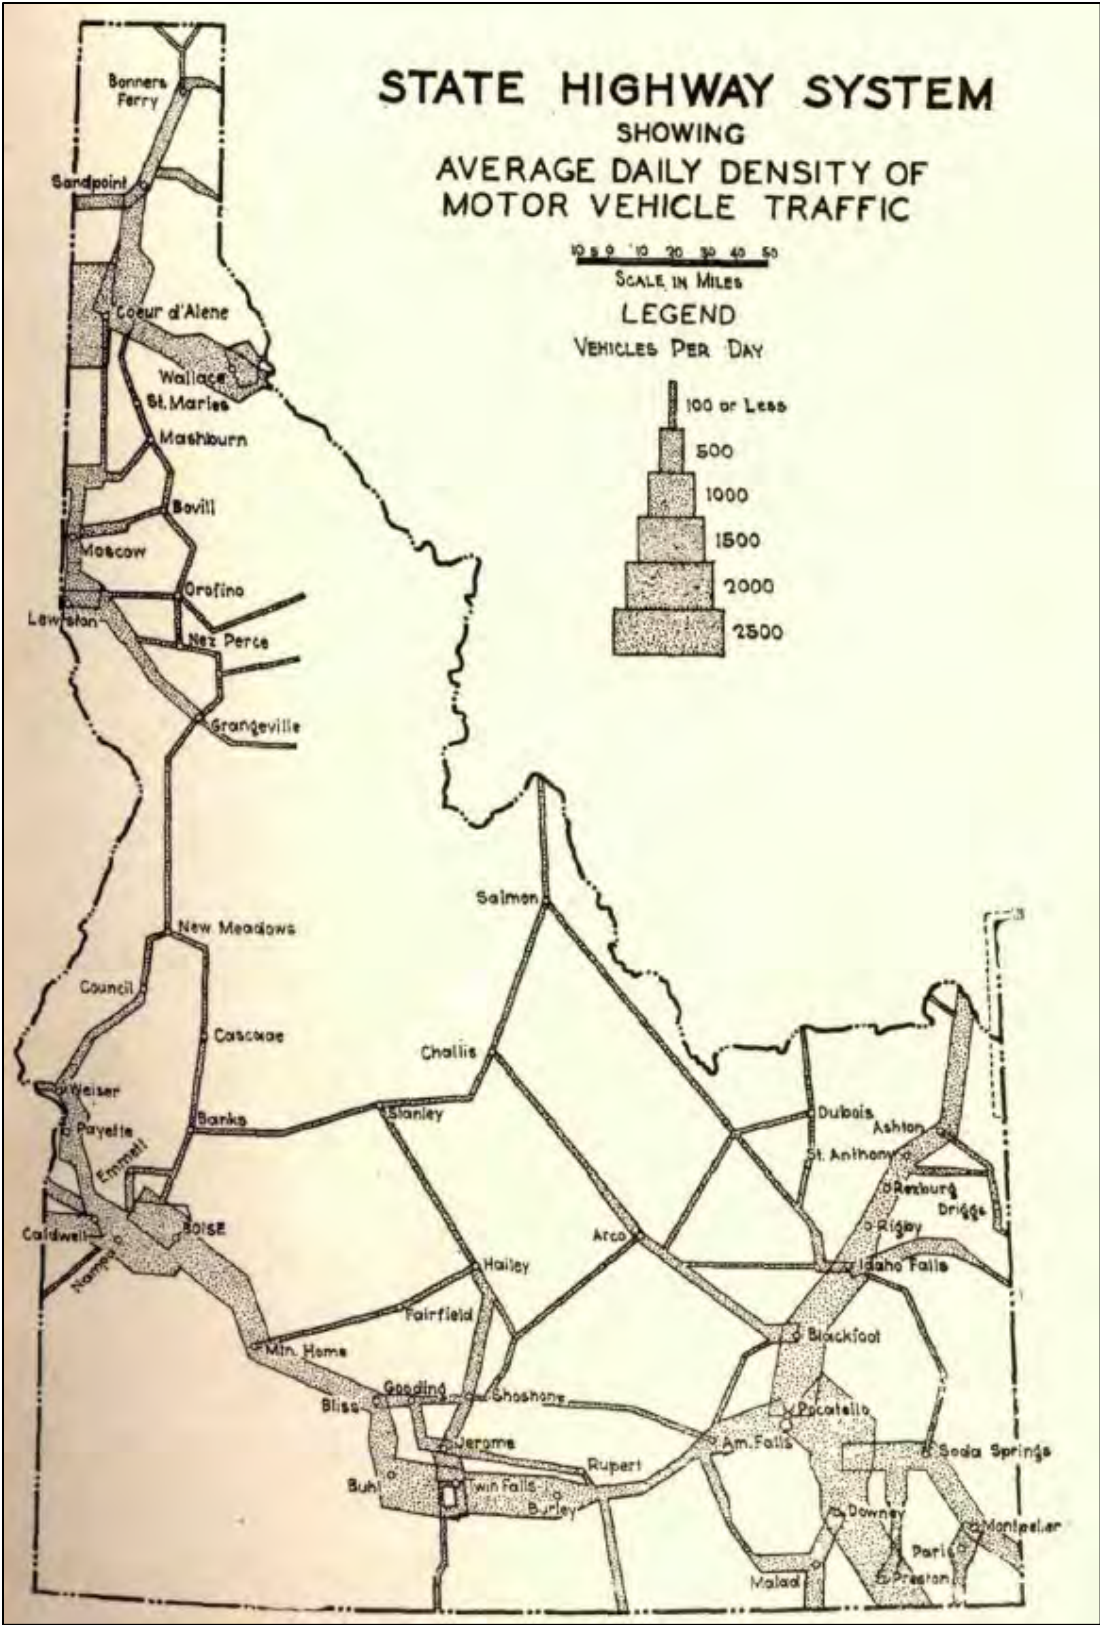 STATE HIGHWAY SYSTEM
SHOWING
AVERAGE DAILY DENSITY OF
MOTOR VEHICLE TRAFFIC
10 5 0 10 20 30 40 50
SCALE IN MILES
LEGEND
VEHICLES PER DAY
100 or Less
500
1000
1500
2000
2500
Bonners
Ferry
Sandpoint
Coeur d'Alene
Wallace
St. Maries
Mashburn
Bovill
Moscow
Orofino
Lewiston
Nez Perce
Grangeville
Salmon
New Meadows
Council
Cascade
Challis
Weiser
Stanley
Dubois
Payette
Banks
Ashton
Emmett
St. Anthony
Rexburg
Driggs
Caldwell
BOISE
Rigby
Nampa
Arco
Hailey
Idaho Falls
Fairfield
Mtn. Home
Blackfoot
Gooding
Shoshone
Bliss
Pocatello
Jerome
Am. Falls
Soda Springs
Rupert
Buhl
Twin Falls
Burley
Downey
Montpelier
Paris
Malad
Preston